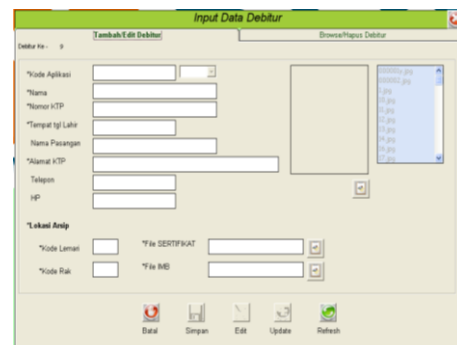 Input Data Debitur
Tambah/Edit Debitur
Browse/Hapus Debitur
Debitur Ke - 9
*Kode Aplikasi
*Nama
*Nomor KTP
*Tempat tgl Lahir
Nama Pasangan
*Alamat KTP
Telepon
HP
*Lokasi Arsip
*Kode Lemari
*File SERTIFIKAT
*Kode Rak
*File IMB
Batal Simpan Edit Update Refresh